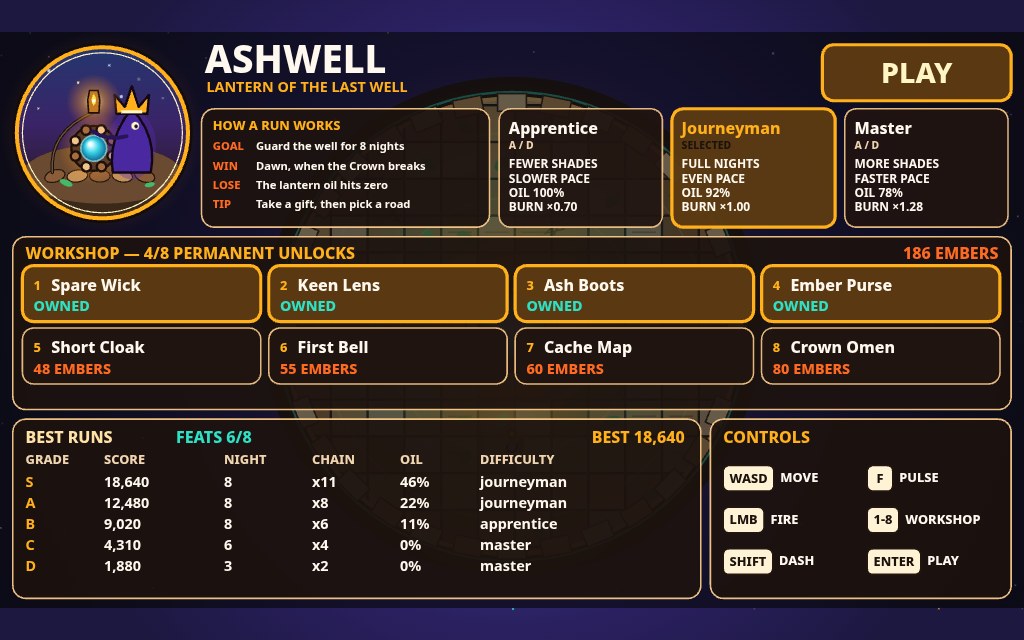 ASHWELL
LANTERN OF THE LAST WELL
PLAY
HOW A RUN WORKS
GOAL Guard the well for 8 nights
WIN Dawn, when the Crown breaks
LOSE The lantern oil hits zero
TIP Take a gift, then pick a road
Apprentice
A / D
FEWER SHADES
SLOWER PACE
OIL 100%
BURN ×0.70
Journeyman
SELECTED
FULL NIGHTS
EVEN PACE
OIL 92%
BURN ×1.00
Master
A / D
MORE SHADES
FASTER PACE
OIL 78%
BURN ×1.28
WORKSHOP — 4/8 PERMANENT UNLOCKS
186 EMBERS
1 Spare Wick
OWNED
2 Keen Lens
OWNED
3 Ash Boots
OWNED
4 Ember Purse
OWNED
5 Short Cloak
48 EMBERS
6 First Bell
55 EMBERS
7 Cache Map
60 EMBERS
8 Crown Omen
80 EMBERS
BEST RUNS FEATS 6/8 BEST 18,640
GRADE SCORE NIGHT CHAIN OIL DIFFICULTY
S 18,640 8 x11 46% journeyman
A 12,480 8 x8 22% journeyman
B 9,020 8 x6 11% apprentice
C 4,310 6 x4 0% master
D 1,880 3 x2 0% master
CONTROLS
WASD MOVE F PULSE
LMB FIRE 1-8 WORKSHOP
SHIFT DASH ENTER PLAY